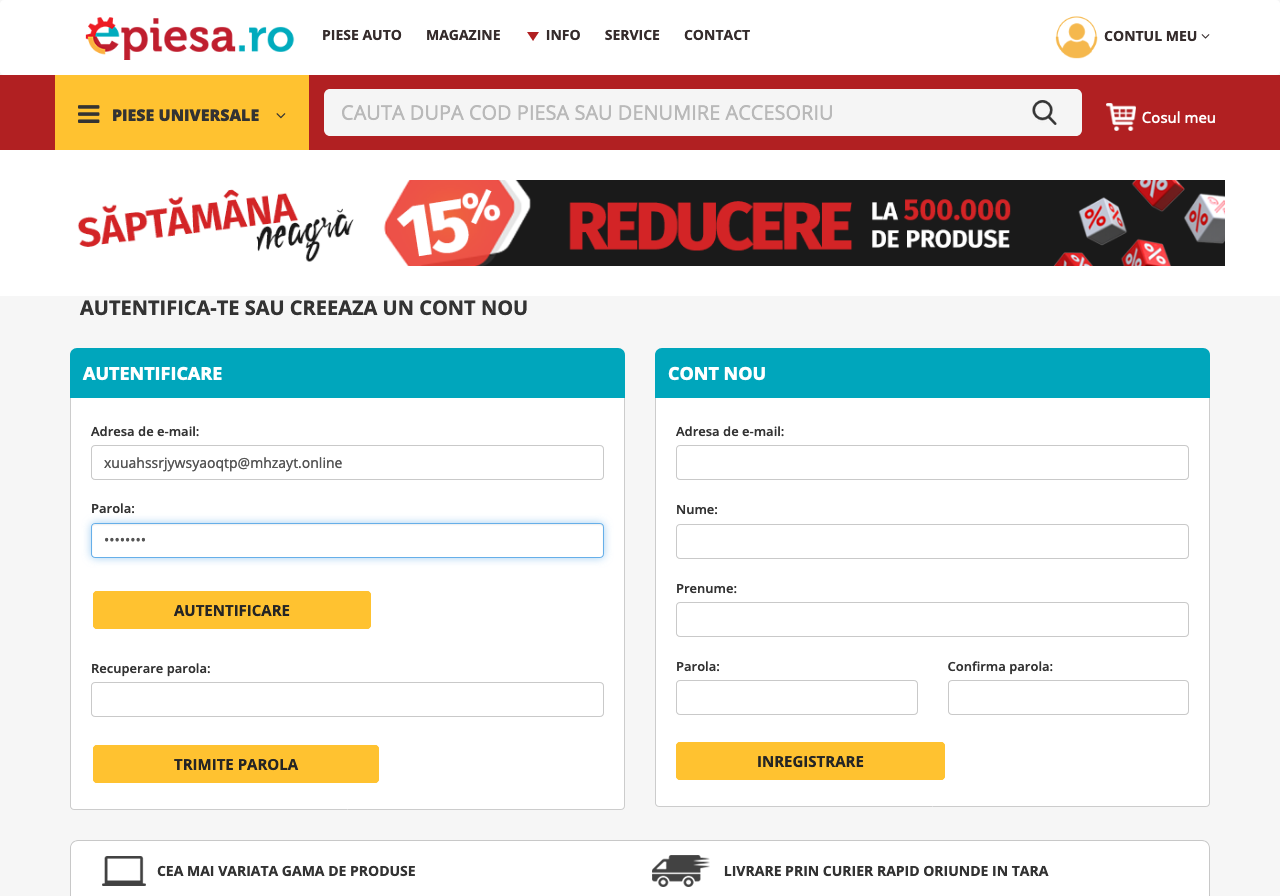 epiesa.ro PIESE AUTO MAGAZINE INFO SERVICE CONTACT CONTUL MEU
PIESE UNIVERSALE CAUTA DUPA COD PIESA SAU DENUMIRE ACCESORIU Cosul meu
SĂPTĂMÂNA neagră 15% REDUCERE LA 500.000 DE PRODUSE
AUTENTIFICA-TE SAU CREEAZA UN CONT NOU
AUTENTIFICARE
Adresa de e-mail:
xuuahssrjywsyaoqtp@mhzayt.online
Parola:
••••••••
AUTENTIFICARE
Recuperare parola:
TRIMITE PAROLA
CONT NOU
Adresa de e-mail:
Nume:
Prenume:
Parola: Confirma parola:
INREGISTRARE
CEA MAI VARIATA GAMA DE PRODUSE LIVRARE PRIN CURIER RAPID ORIUNDE IN TARA